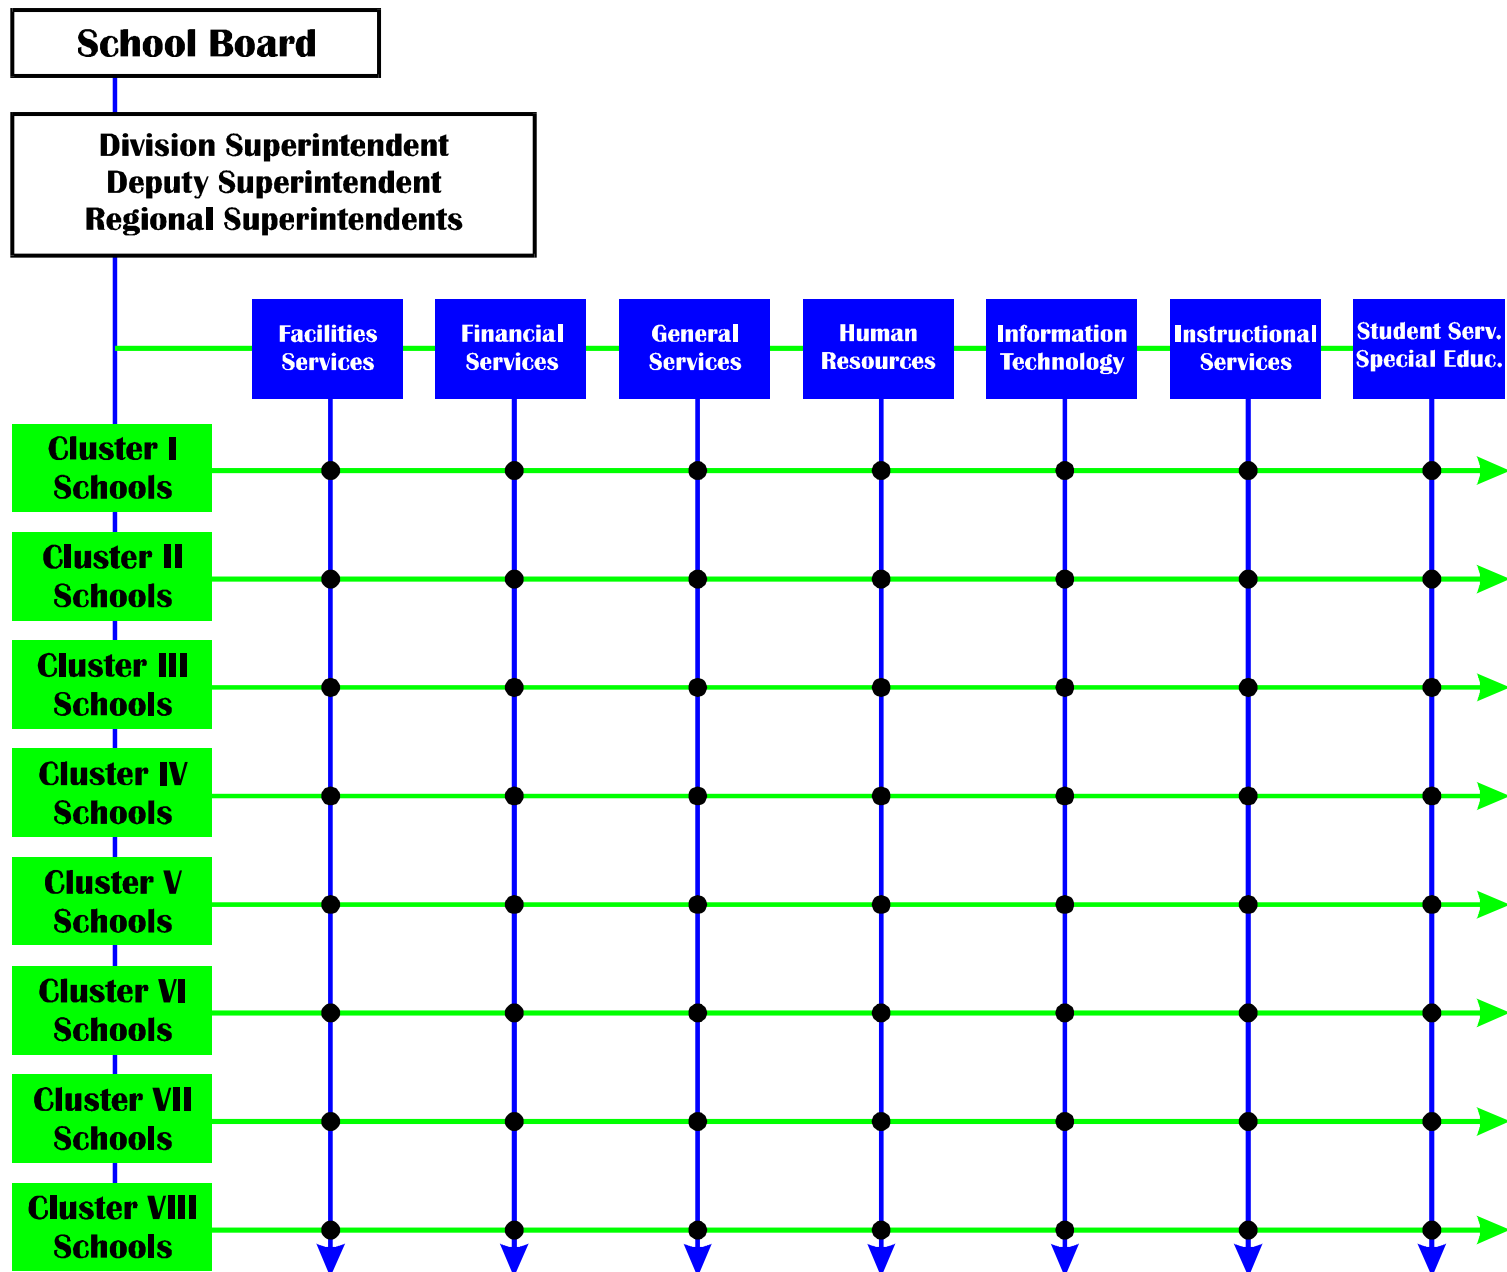 School Board
Division Superintendent
Deputy Superintendent
Regional Superintendents
Facilities
Services
Financial
Services
General
Services
Human
Resources
Information
Technology
Instructional
Services
Student Serv.
Special Educ.
Cluster I
Schools
Cluster II
Schools
Cluster III
Schools
Cluster IV
Schools
Cluster V
Schools
Cluster VI
Schools
Cluster VII
Schools
Cluster VIII
Schools